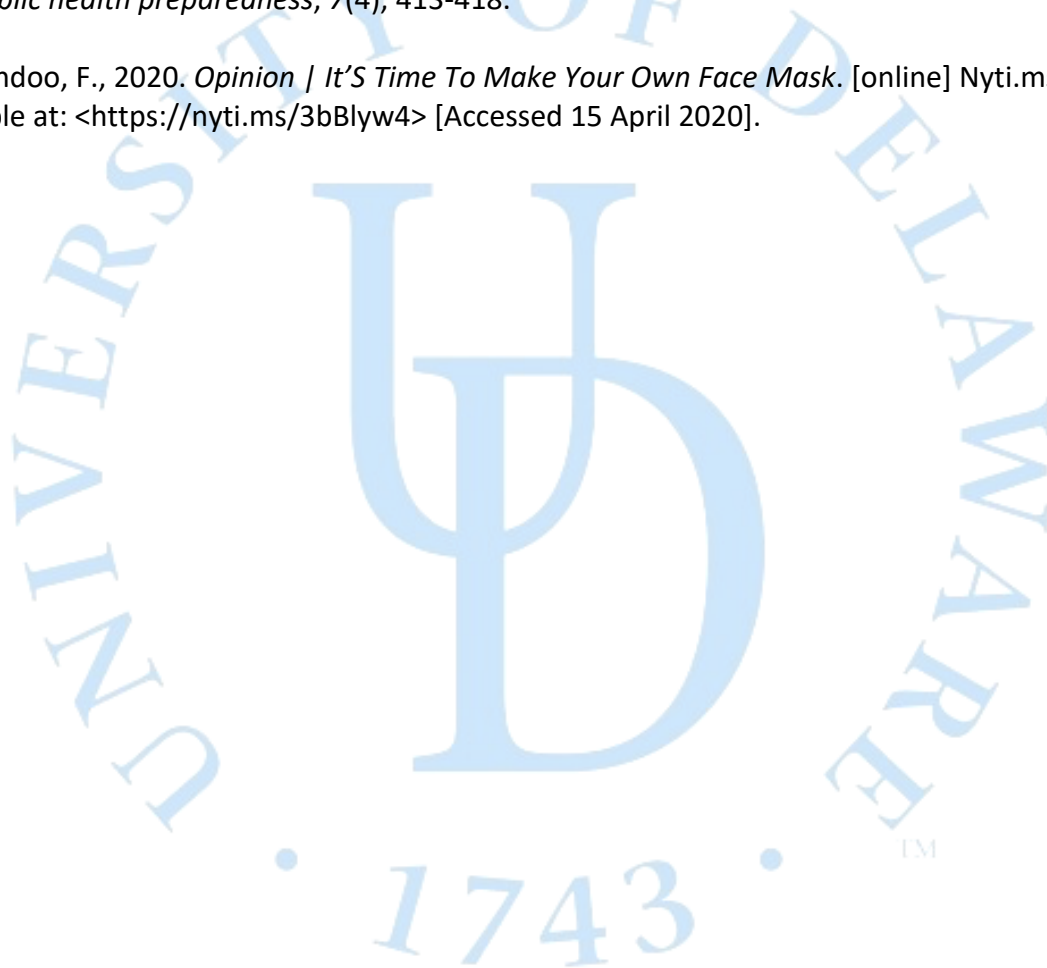 blic health preparedness, 7(4), 413-418.
ndoo, F., 2020. Opinion | It’S Time To Make Your Own Face Mask. [online] Nyti.m
ble at: <https://nyti.ms/3bBlyw4> [Accessed 15 April 2020].
UNIVERSITY OF DELAWARE
UD
TM
• 1743 •